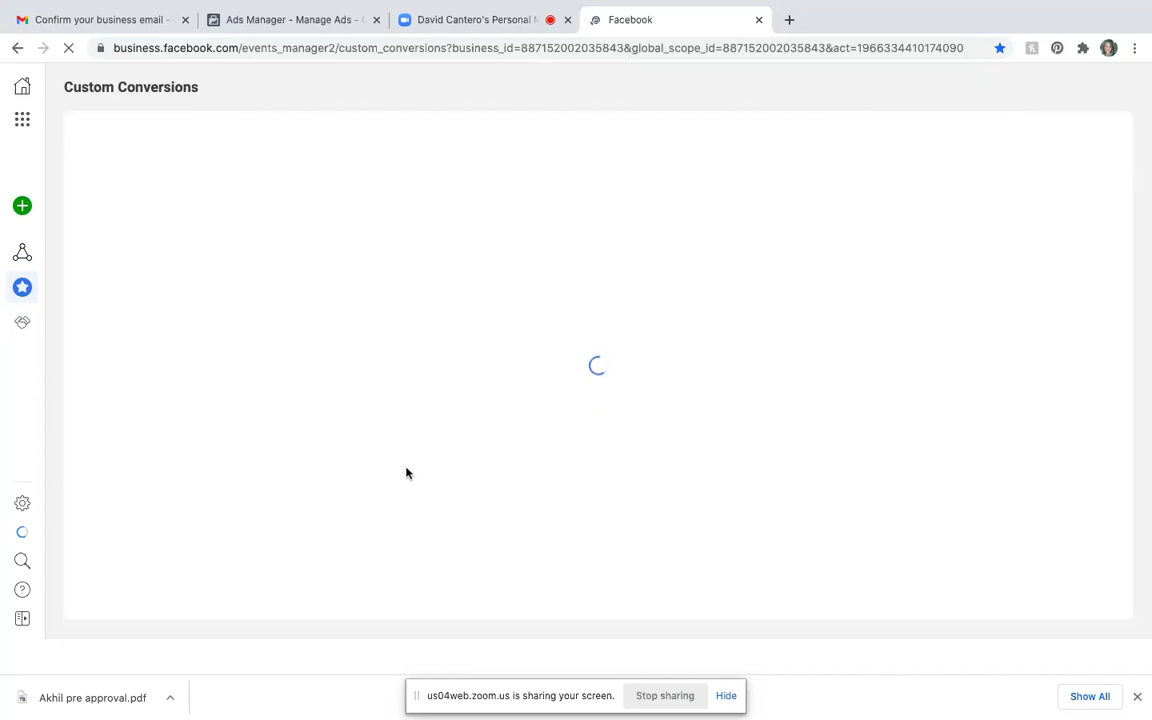 Confirm your business email -
Ads Manager - Manage Ads -
David Cantero's Personal
Facebook
business.facebook.com/events_manager2/custom_conversions?business_id=887152002035843&global_scope_id=887152002035843&act=1966334410174090
Custom Conversions
Akhil pre approval.pdf
us04web.zoom.us is sharing your screen.
Stop sharing
Hide
Show All